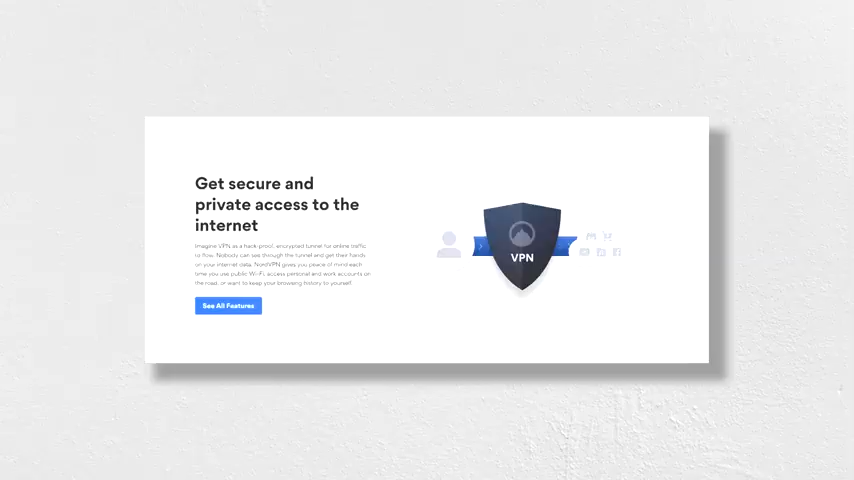 Get secure and
private access to the
internet
Imagine VPN as a hack-proof, encrypted tunnel for online traffic
to flow. Nobody can see through the tunnel and get their hands
on your internet data. NordVPN gives you peace of mind each
time you use public Wi-Fi, access personal and work accounts on
the road, or want to keep your browsing history to yourself.
See All Features
VPN